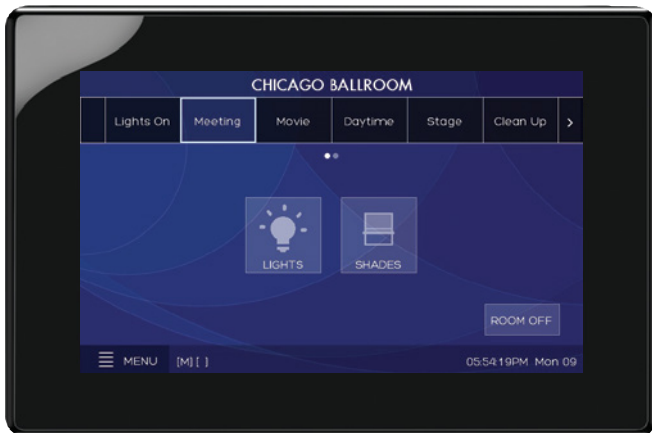 CHICAGO BALLROOM
Lights On Meeting Movie Daytime Stage Clean Up >
LIGHTS SHADES
ROOM OFF
MENU [M] [ ] 05:54:19PM Mon 09